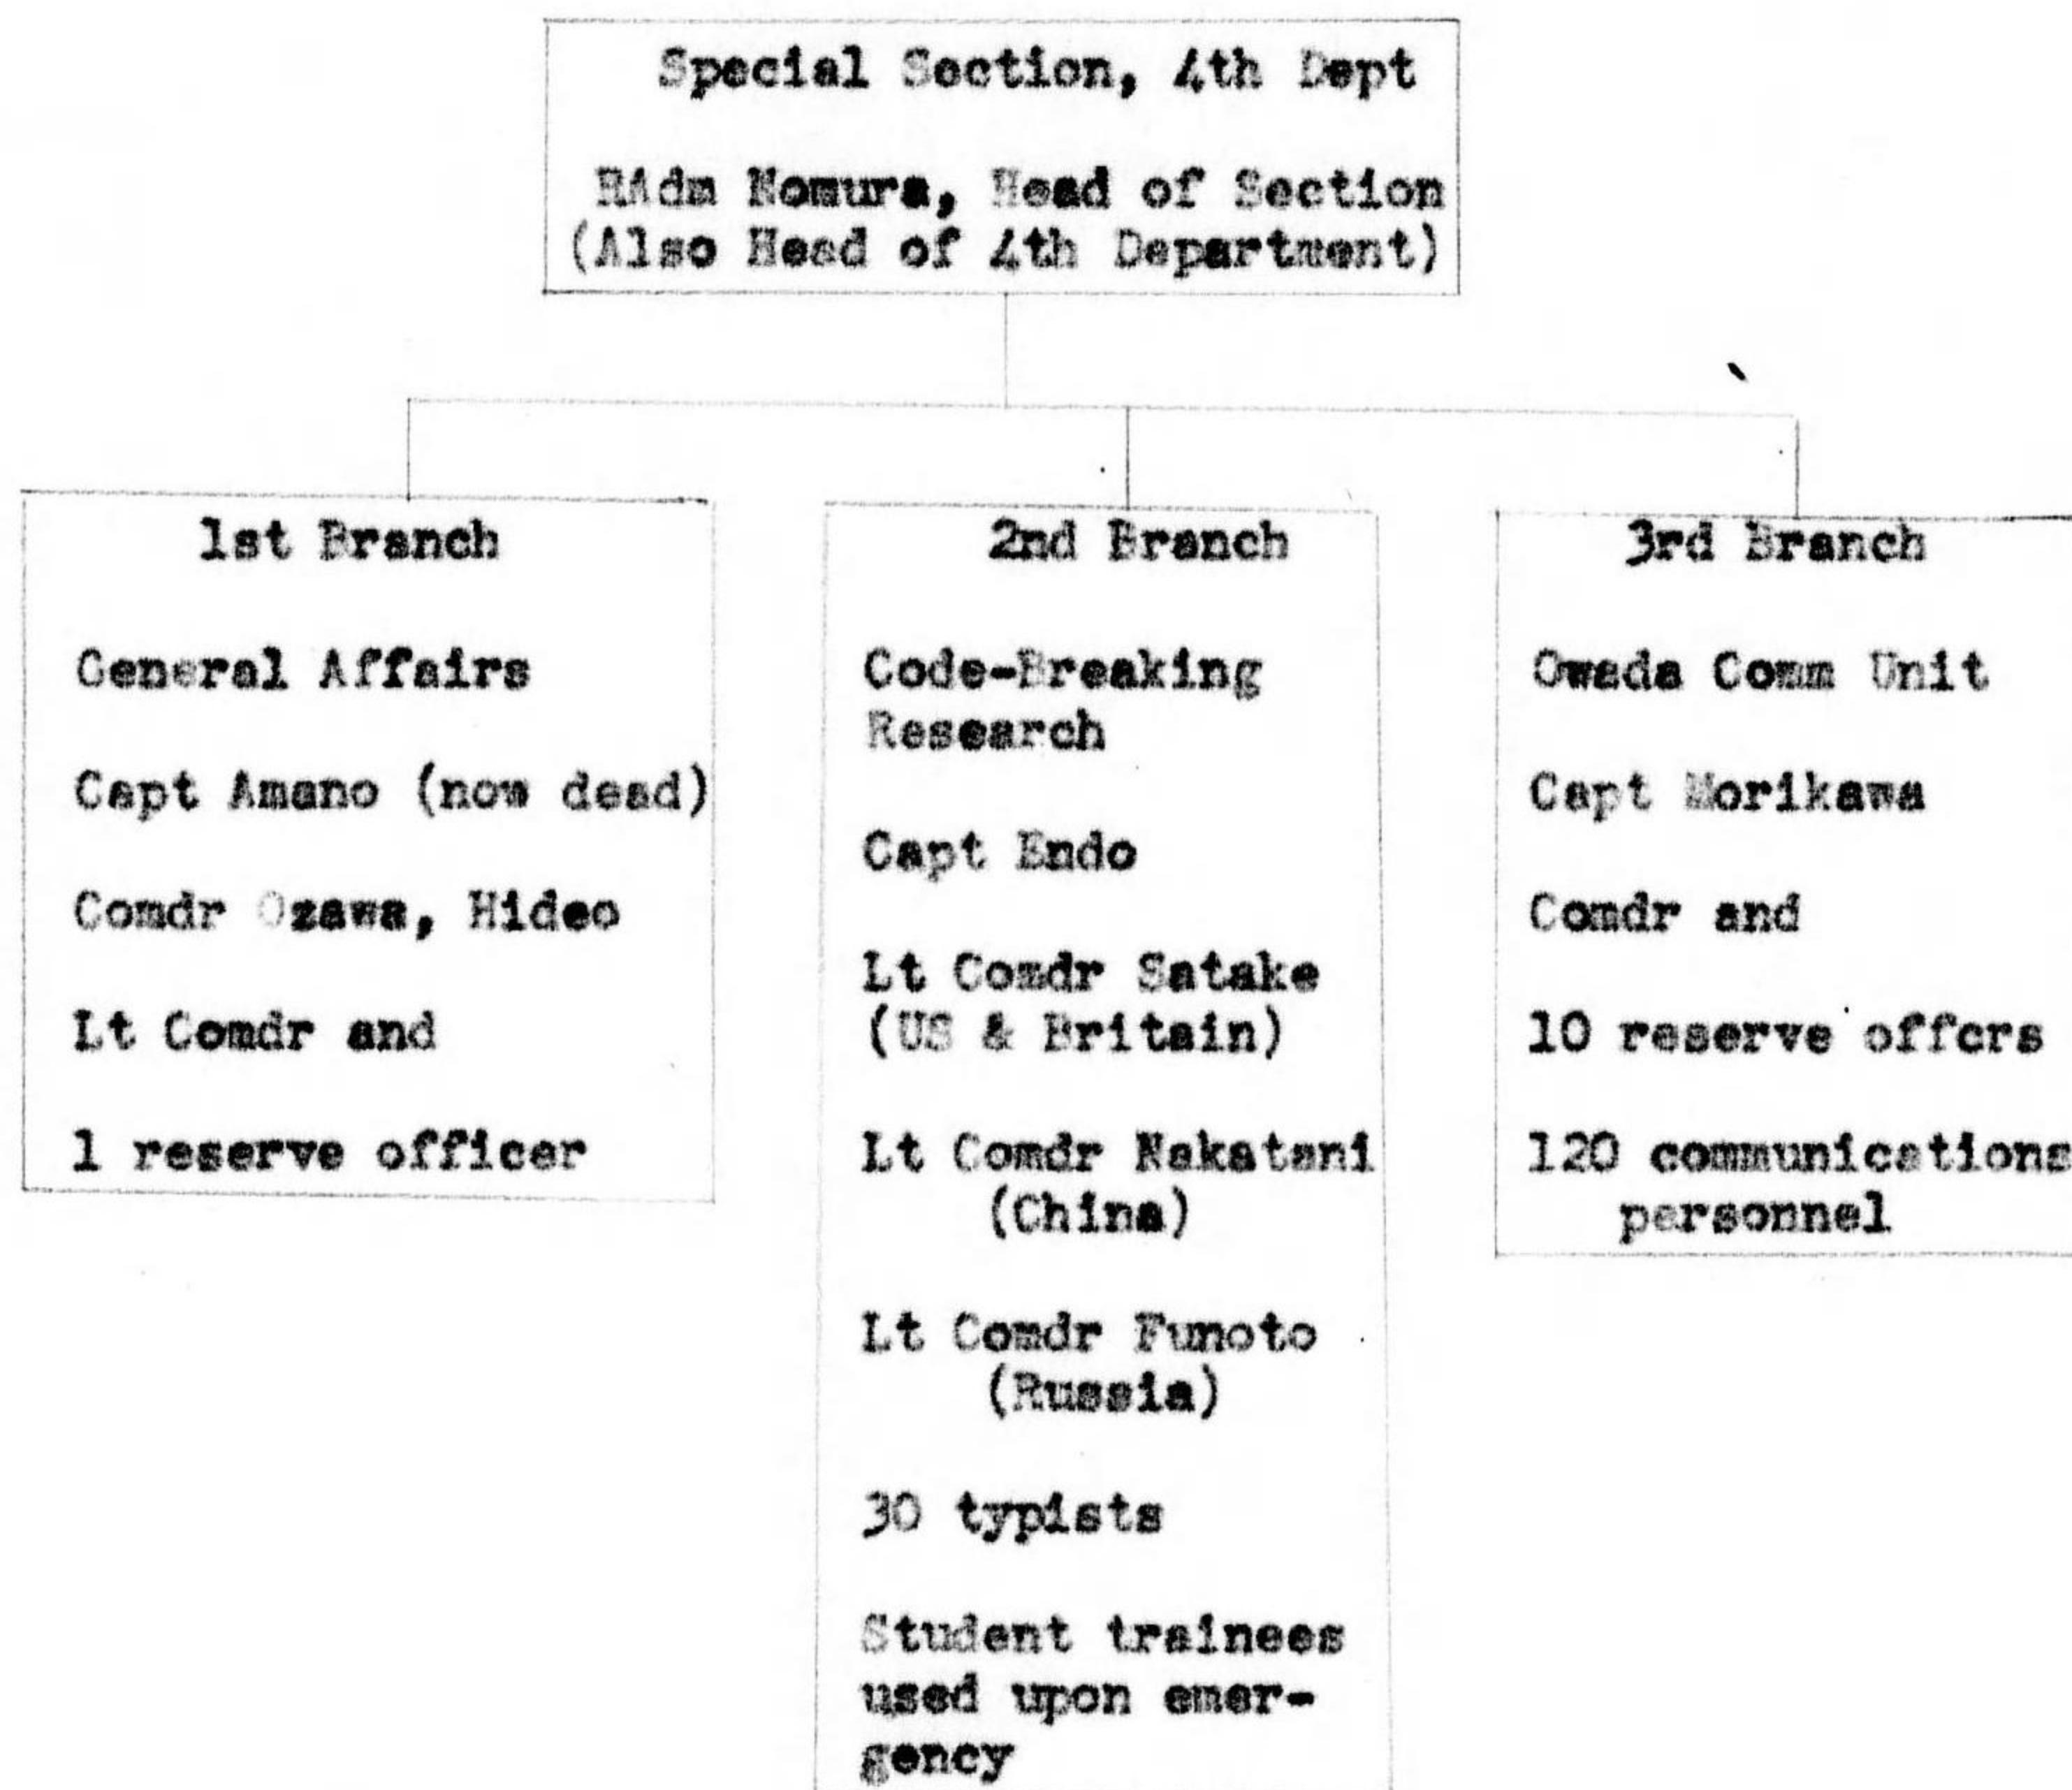 Special Section, 4th Dept
RAdm Nomura, Head of Section
(Also Head of 4th Department)
1st Branch
General Affairs
Capt Amano (now dead)
Comdr Ozawa, Hideo
Lt Comdr and
1 reserve officer
2nd Branch
Code-Breaking
Research
Capt Endo
Lt Comdr Satake
(US & Britain)
Lt Comdr Nakatani
(China)
Lt Comdr Funoto
(Russia)
30 typists
Student trainees
used upon emer-
gency
3rd Branch
Owada Comm Unit
Capt Morikawa
Comdr and
10 reserve offcrs
120 communications
personnel